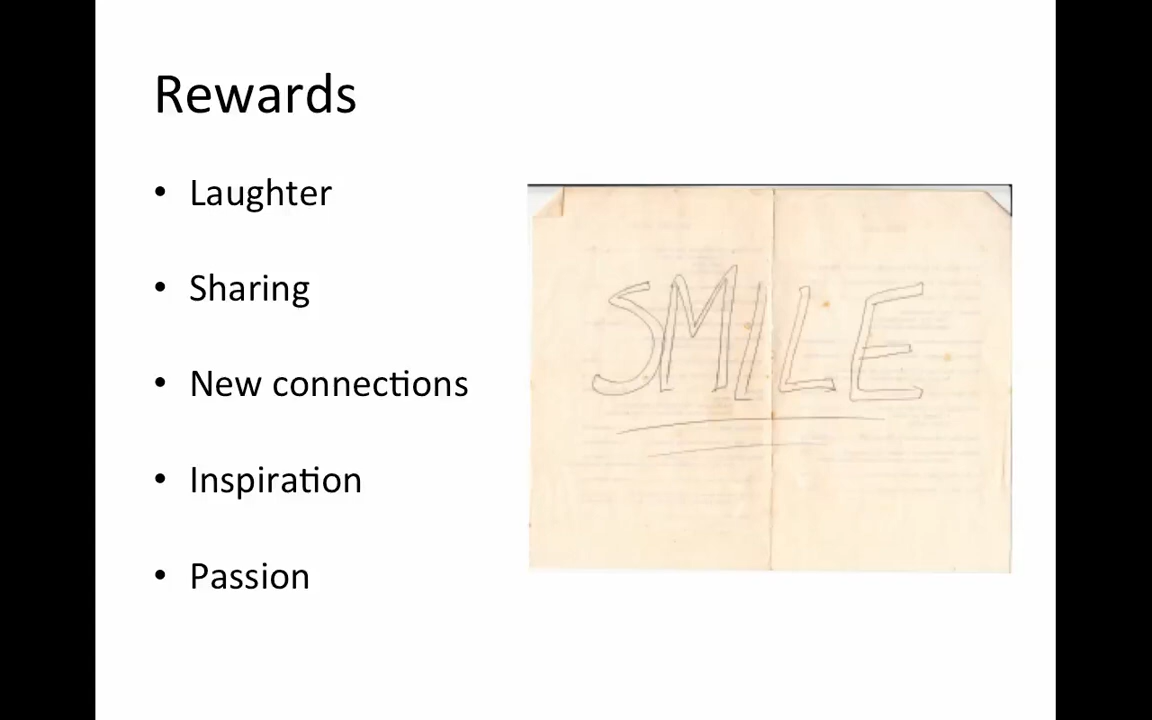 Rewards
• Laughter
• Sharing
• New connections
• Inspiration
• Passion
SMILE